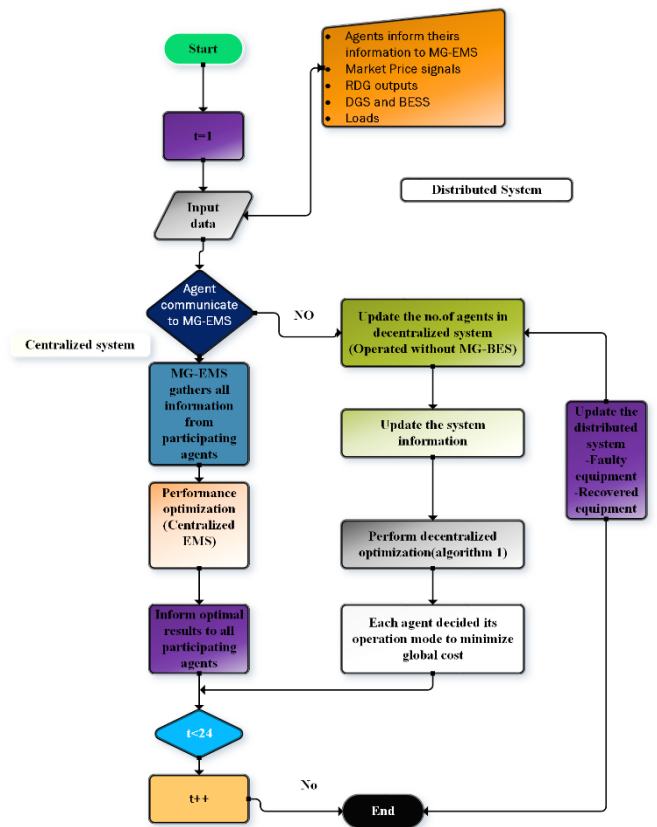 Start
• Agents inform theirs
information to MG-EMS
• Market Price signals
• RDG outputs
• DGS and BESS
• Loads
t=1
Distributed System
Input
data
Agent
communicate
to MG-EMS
NO
Update the no.of agents in
decentralized system
(Operated without MG-BES)
Centralized system
MG-EMS
gathers all
information
from
participating
agents
Update the system
information
Update the
distributed
system
-Faulty
equipment
-Recovered
equipment
Performance
optimization
(Centralized
EMS)
Perform decentralized
optimization(algorithm 1)
Inform optimal
results to all
participating
agents
Each agent decided its
operation mode to minimize
global cost
t<24
t++
No
End